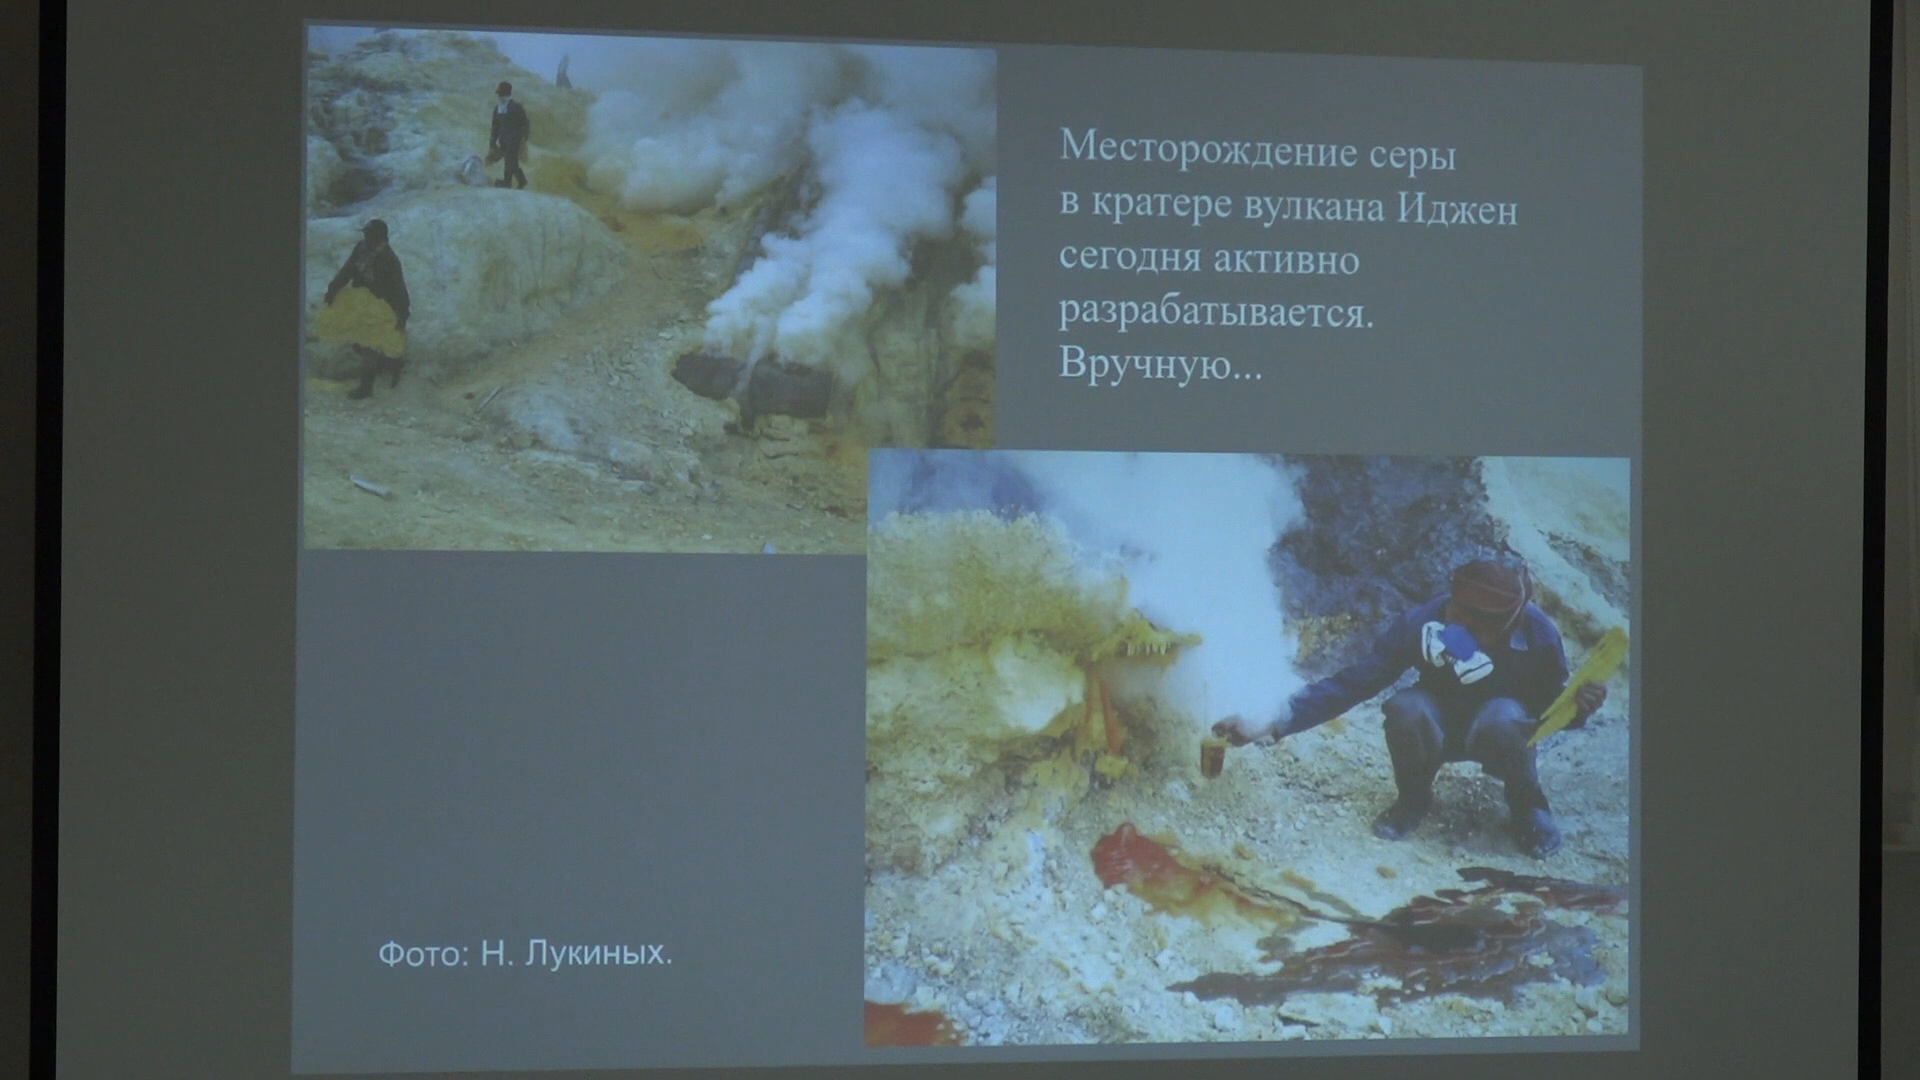 Месторождение серы
в кратере вулкана Иджен
сегодня активно
разрабатывается.
Вручную...
Фото: Н. Лукиных.